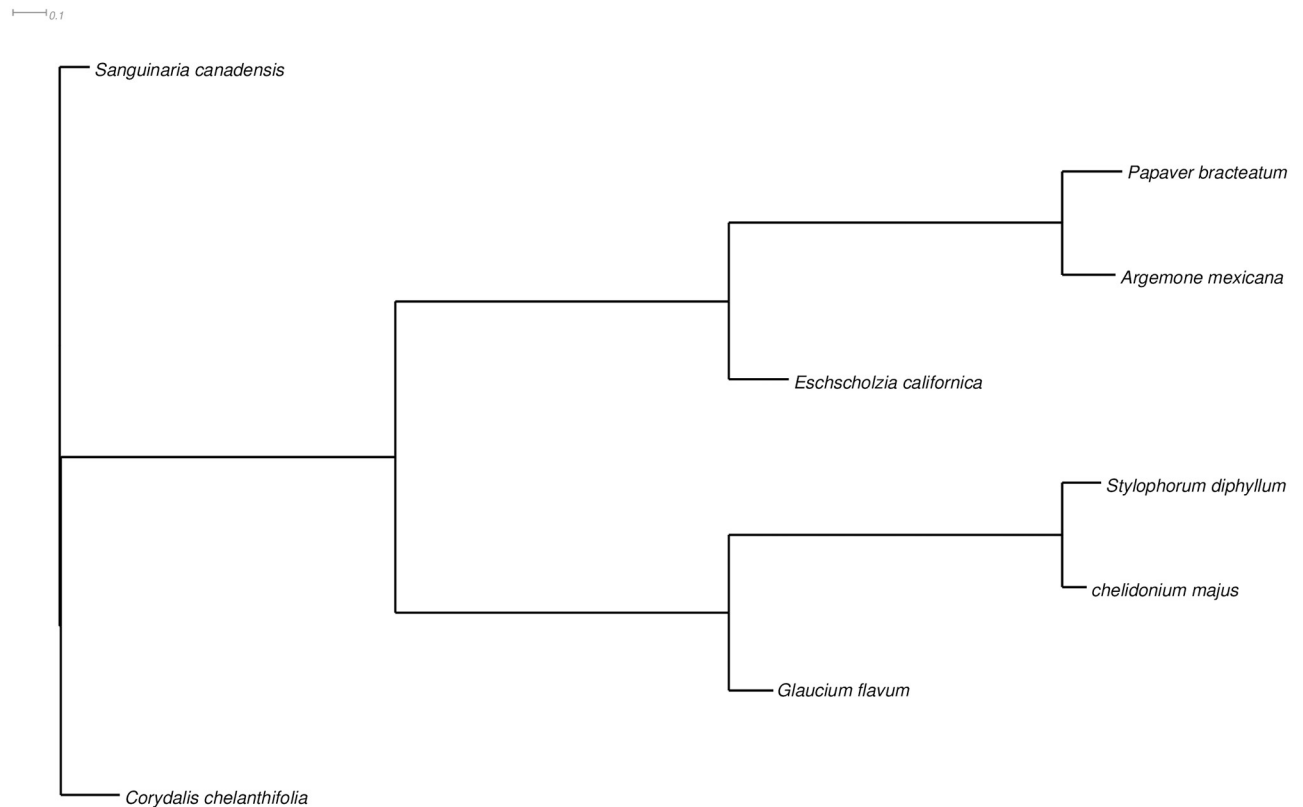 0.1
Sanguinaria canadensis
Papaver bracteatum
Argemone mexicana
Eschscholzia californica
Stylophorum diphyllum
chelidonium majus
Glaucium flavum
Corydalis chelanthifolia